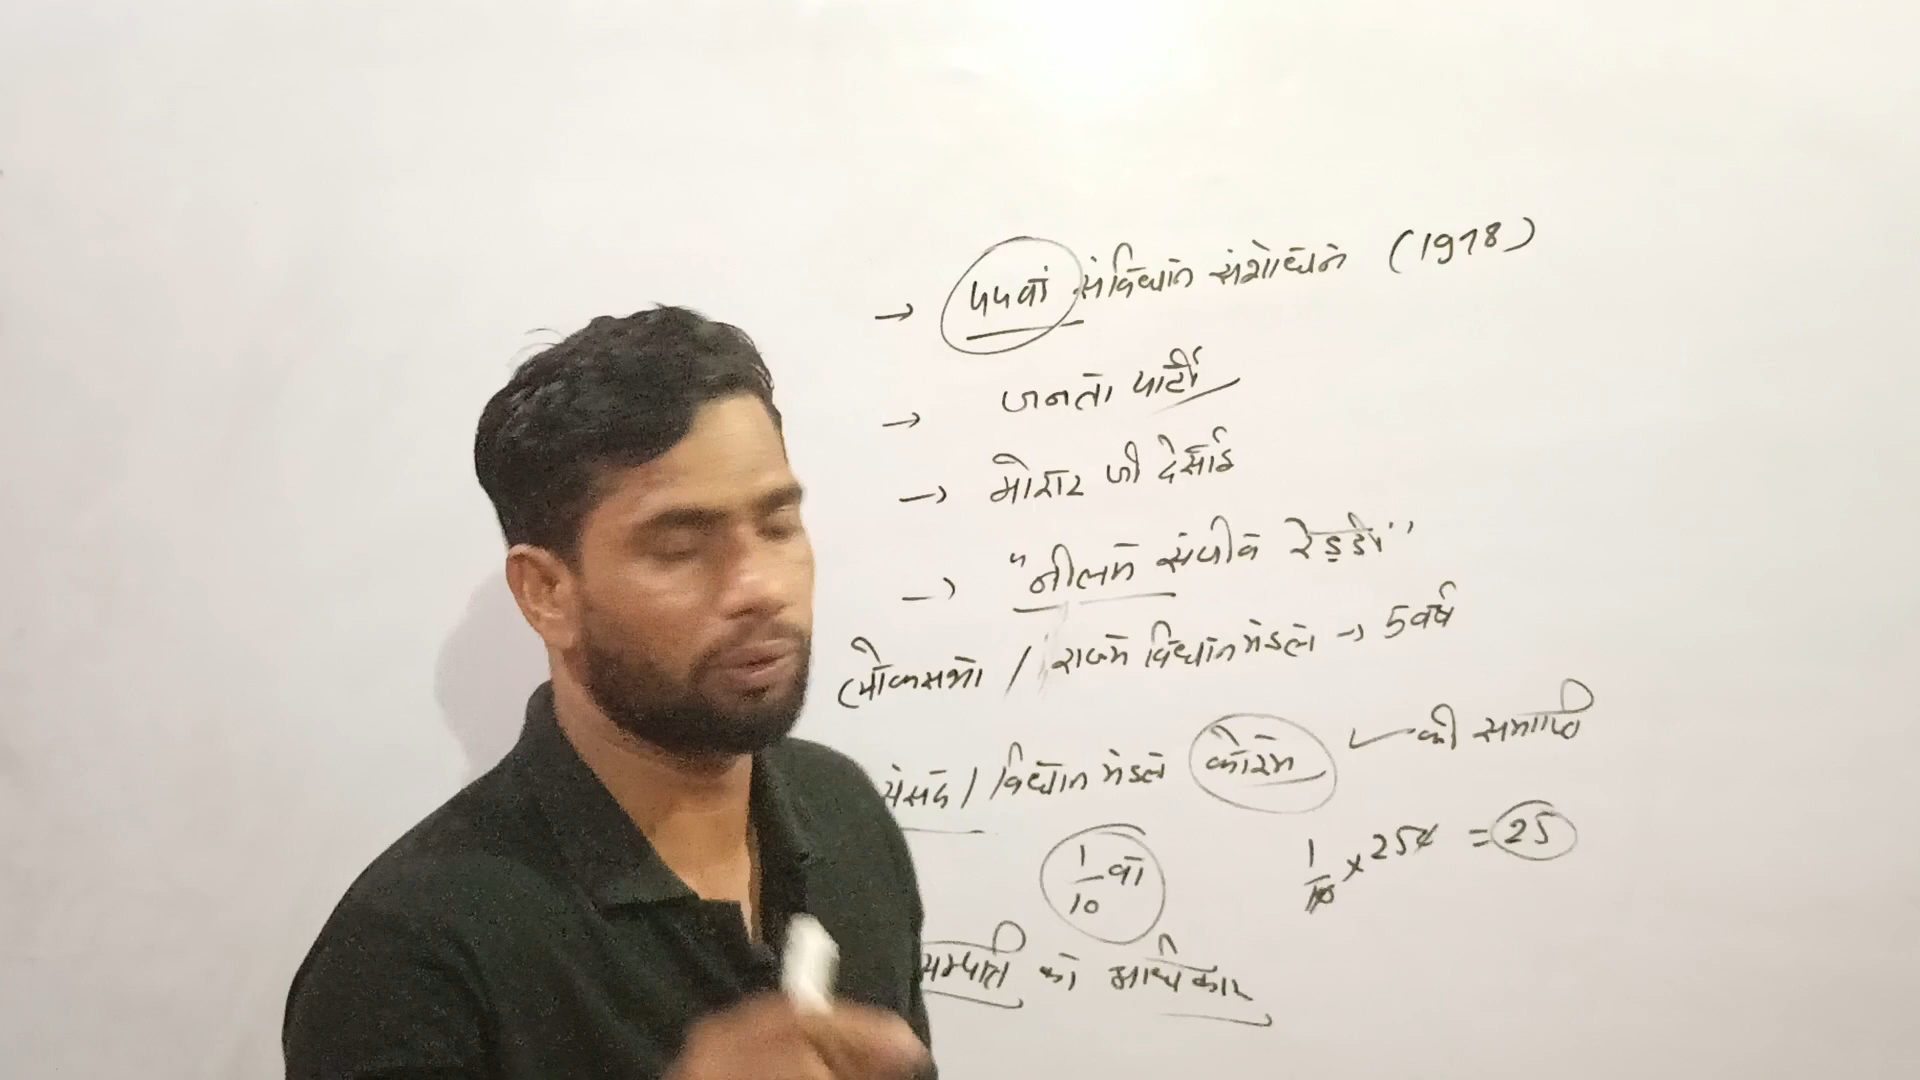 → 44वां संविधान संशोधन (1978)
→ जनता पार्टी
→ मोरार जी देसाई
→ "नीलम संजीव रेड्डी"
लोकसभा / राज्य विधानमंडल → 5 वर्ष
संसद / विधान मंडल कोरम की समाप्ति
1/10 वां 1/10 × 250 = 25
सम्पति का अधिकार